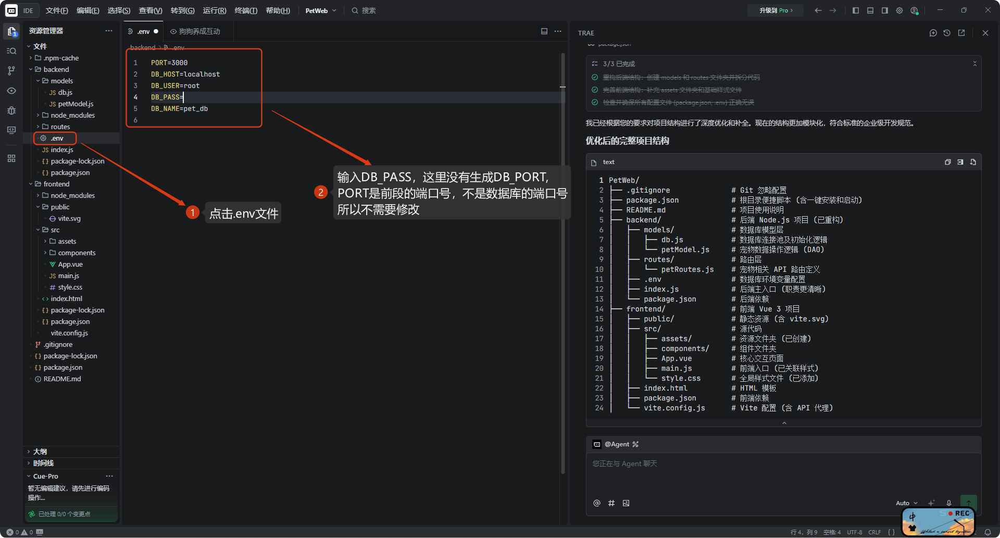 IDE 文件(F) 编辑(E) 选择(S) 查看(V) 转到(G) 运行(R) 终端(T) 帮助(H) PetWeb 搜索 升级到 Pro
资源管理器
文件
.npm-cache
backend
models
JS db.js
JS petModel.js
node_modules
routes
.env
JS index.js
{} package-lock.json
{} package.json
frontend
node_modules
public
vite.svg
src
assets
components
App.vue
JS main.js
# style.css
<> index.html
{} package-lock.json
{} package.json
vite.config.js
.gitignore
{} package-lock.json
{} package.json
README.md
大纲
时间线
Cue-Pro
暂无编辑建议，请先进行编码
操作...
已处理 0/0 个变更点
.env 狗狗养成互动
backend > .env
1 PORT=3000
2 DB_HOST=localhost
3 DB_USER=root
4 DB_PASS=
5 DB_NAME=pet_db
6
1 点击.env文件
2 输入DB_PASS，这里没有生成DB_PORT,
PORT是前段的端口号，不是数据库的端口号
所以不需要修改
TRAE
package.json
3/3 已完成
重构后端结构：创建 models 和 routes 文件夹并拆分代码
完善前端结构：补充 assets 文件夹和基础样式文件
检查并确保所有配置文件 (package.json, .env) 正确无误
我已经根据您的要求对项目结构进行了深度优化和补全。现在的结构更加模块化，符合标准的企业级开发规范。
优化后的完整项目结构
text
1 PetWeb/
2 ├── .gitignore # Git 忽略配置
3 ├── package.json # 根目录便捷脚本 (含一键安装和启动)
4 ├── README.md # 项目使用说明
5 ├── backend/ # 后端 Node.js 项目 (已重构)
6 │ ├── models/ # 数据库模型层
7 │ │ ├── db.js # 数据库连接池及初始化逻辑
8 │ │ └── petModel.js # 宠物数据操作逻辑 (DAO)
9 │ ├── routes/ # 路由层
10 │ │ └── petRoutes.js # 宠物相关 API 路由定义
11 │ ├── .env # 数据库环境变量配置
12 │ ├── index.js # 后端主入口 (职责更清晰)
13 │ └── package.json # 后端依赖
14 ├── frontend/ # 前端 Vue 3 项目
15 │ ├── public/ # 静态资源 (含 vite.svg)
16 │ ├── src/ # 源代码
17 │ │ ├── assets/ # 资源文件夹 (已创建)
18 │ │ ├── components/ # 组件文件夹
19 │ │ ├── App.vue # 核心交互页面
20 │ │ ├── main.js # 前端入口 (已关联样式)
21 │ │ └── style.css # 全局样式文件 (已添加)
22 │ ├── index.html # HTML 模板
23 │ ├── package.json # 前端依赖
24 │ └── vite.config.js # Vite 配置 (含 API 代理)
@Agent
您正在与 Agent 聊天
Auto
中 S REC
0 0 行 4，列 9 空格: 4 UTF-8 CRLF {}